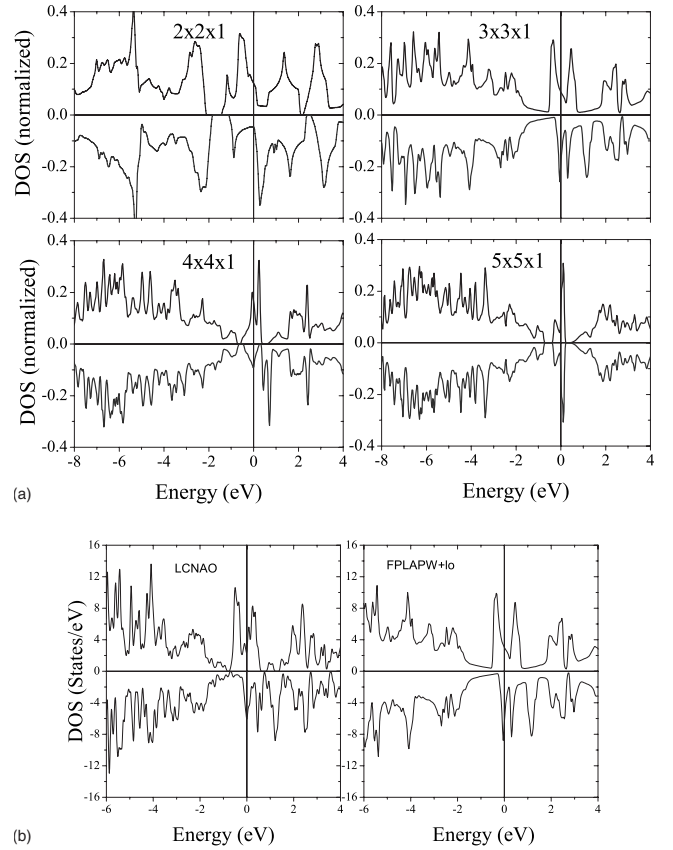 0.4
0.2
0.0
-0.2
-0.4
DOS (normalized)
2x2x1
0.4
0.2
0.0
-0.2
-0.4
3x3x1
0.4
0.2
0.0
-0.2
-0.4
DOS (normalized)
4x4x1
-8 -6 -4 -2 0 2 4
Energy (eV)
0.4
0.2
0.0
-0.2
-0.4
5x5x1
-8 -6 -4 -2 0 2 4
Energy (eV)
(a)
16
12
8
4
0
-4
-8
-12
-16
DOS (States/eV)
LCNAO
-6 -4 -2 0 2 4
Energy (eV)
16
12
8
4
0
-4
-8
-12
-16
FPLAPW+lo
-6 -4 -2 0 2 4
Energy (eV)
(b)